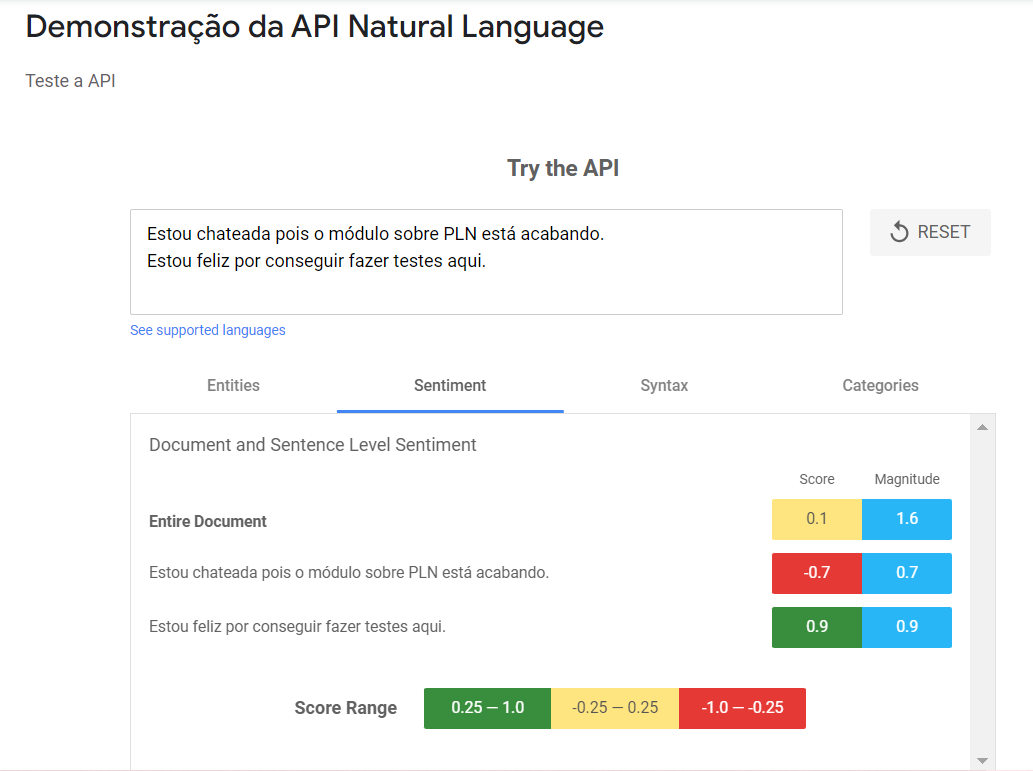 Demonstração da API Natural Language
Teste a API
Try the API
Estou chateada pois o módulo sobre PLN está acabando.
Estou feliz por conseguir fazer testes aqui.
RESET
See supported languages
Entities Sentiment Syntax Categories
Document and Sentence Level Sentiment
Score Magnitude
Entire Document 0.1 1.6
Estou chateada pois o módulo sobre PLN está acabando. -0.7 0.7
Estou feliz por conseguir fazer testes aqui. 0.9 0.9
Score Range 0.25 — 1.0 -0.25 — 0.25 -1.0 — -0.25